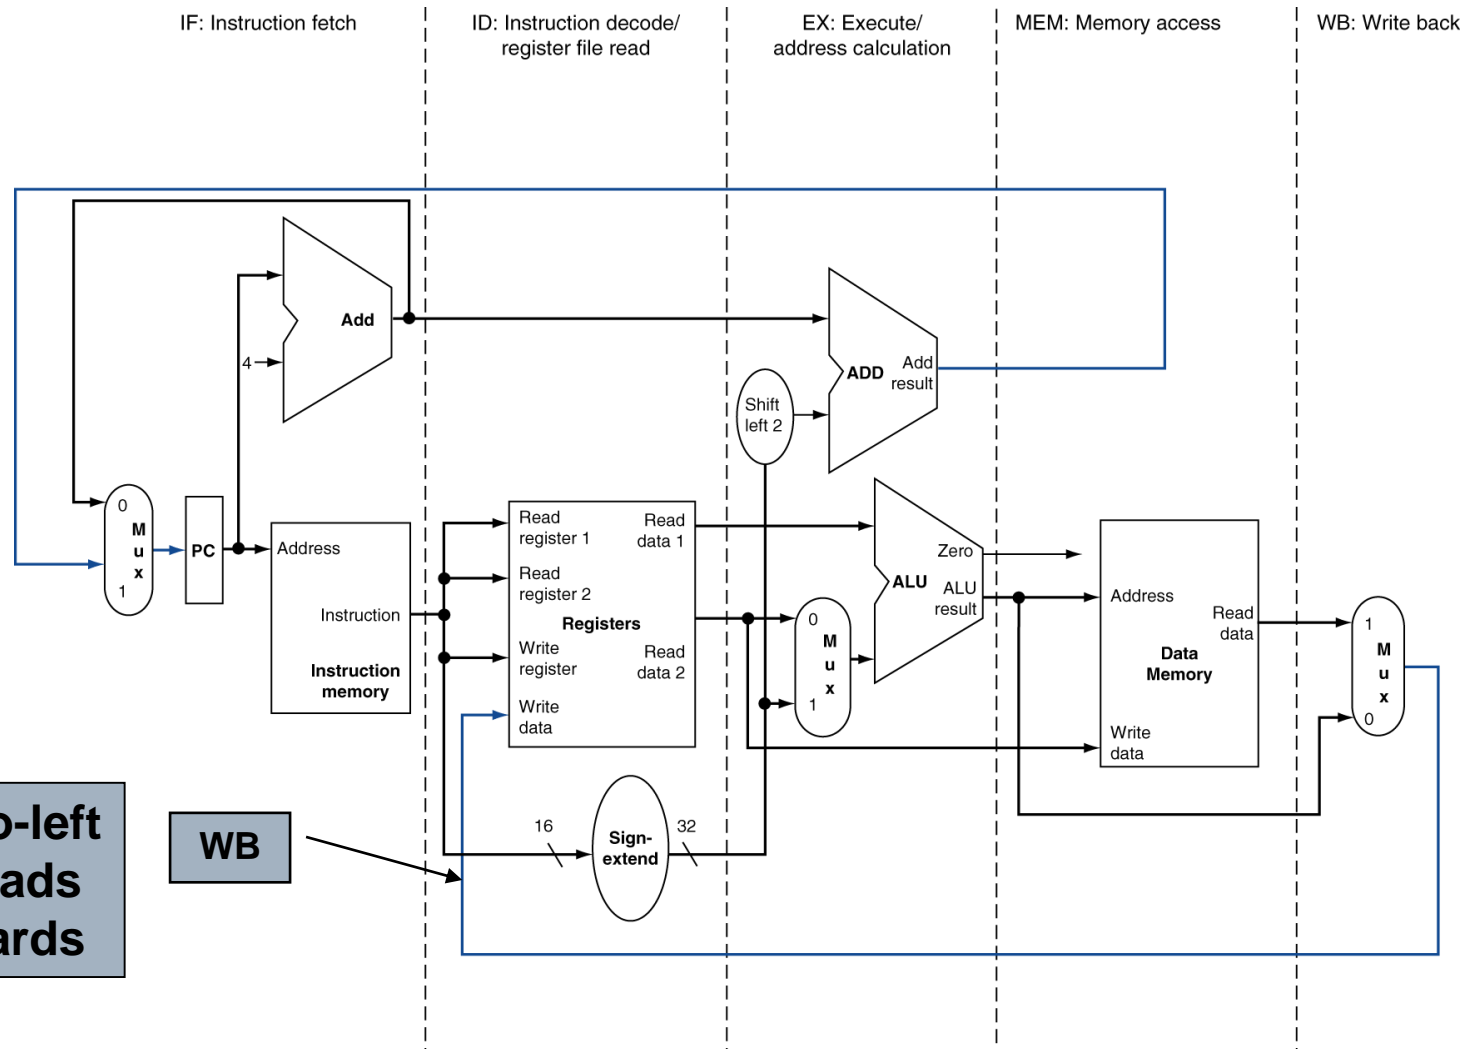 IF: Instruction fetch
ID: Instruction decode/
register file read
EX: Execute/
address calculation
MEM: Memory access
WB: Write back
Add
4
ADD
Add
result
Shift
left 2
0
M
u
x
1
PC
Address
Instruction
Instruction
memory
Read
register 1
Read
register 2
Write
register
Write
data
Registers
Read
data 1
Read
data 2
0
M
u
x
1
Zero
ALU
ALU
result
Address
Read
data
Data
Memory
Write
data
1
M
u
x
0
16
Sign-
extend
32
o-left
ads
ards
WB